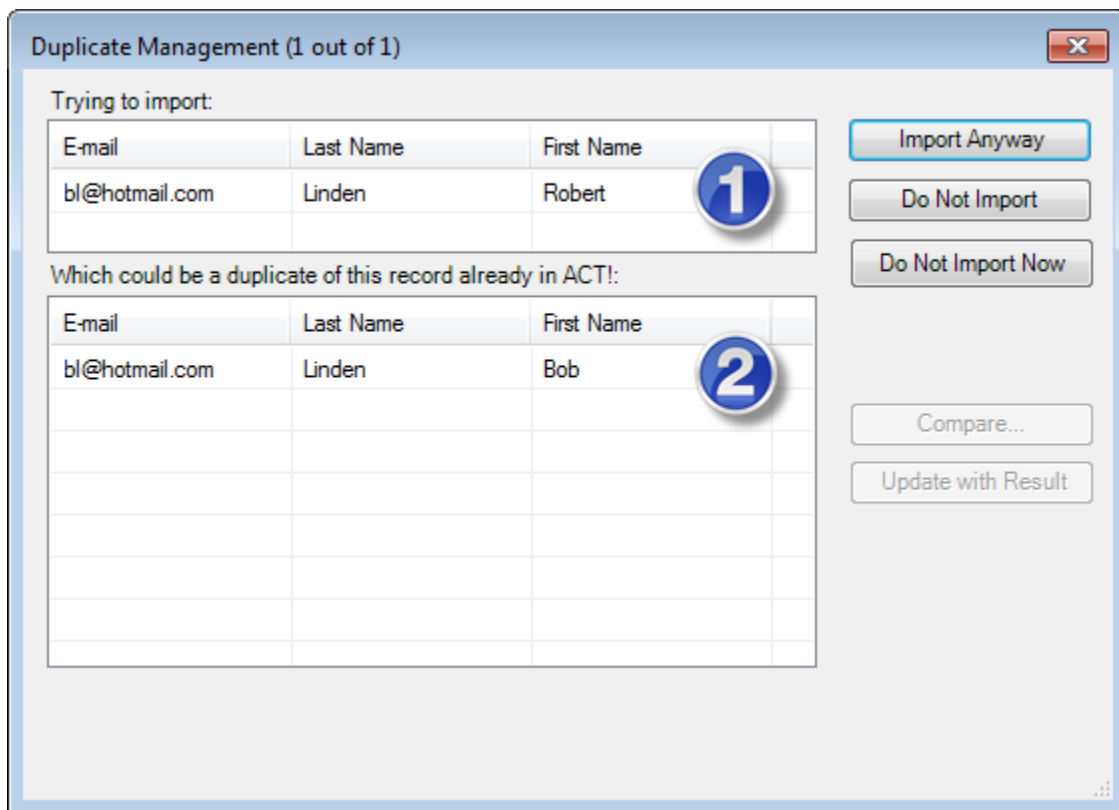 Duplicate Management (1 out of 1)
Trying to import:
E-mail Last Name First Name
bl@hotmail.com Linden Robert 1
Which could be a duplicate of this record already in ACT!:
E-mail Last Name First Name
bl@hotmail.com Linden Bob 2
Import Anyway
Do Not Import
Do Not Import Now
Compare...
Update with Result